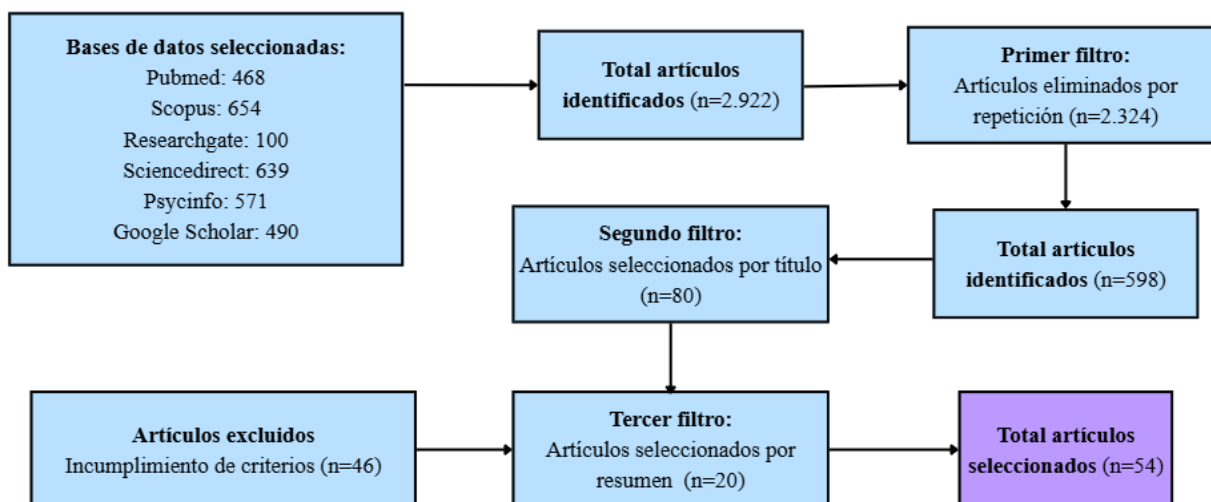 Bases de datos seleccionadas:
Pubmed: 468
Scopus: 654
Researchgate: 100
Sciencedirect: 639
Psycinfo: 571
Google Scholar: 490
Total artículos
identificados (n=2.922)
Primer filtro:
Artículos eliminados por
repetición (n=2.324)
Total articulos
identificados (n=598)
Segundo filtro:
Artículos seleccionados por título
(n=80)
Artículos excluidos
Incumplimiento de criterios (n=46)
Tercer filtro:
Artículos seleccionados por
resumen (n=20)
Total artículos
seleccionados (n=54)